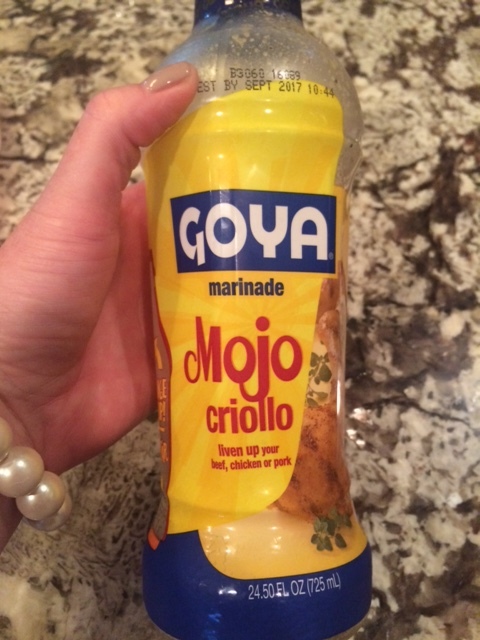 B3060 16089
EST BY SEPT 2017 10:44
GOYA
marinade
Mojo
criollo
liven up your
beef, chicken or pork
24.50 FL OZ (725 mL)